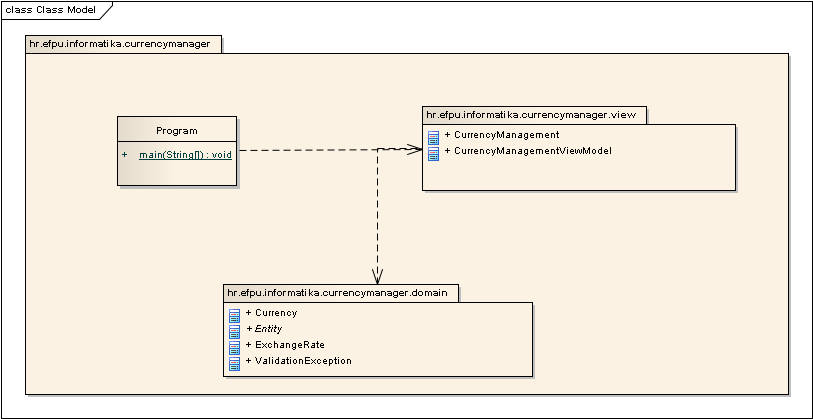 class Class Model
hr.efpu.informatika.currencymanager
Program
+ main(String[]) : void
hr.efpu.informatika.currencymanager.view
+ CurrencyManagement
+ CurrencyManagementViewModel
hr.efpu.informatika.currencymanager.domain
+ Currency
+ Entity
+ ExchangeRate
+ ValidationException